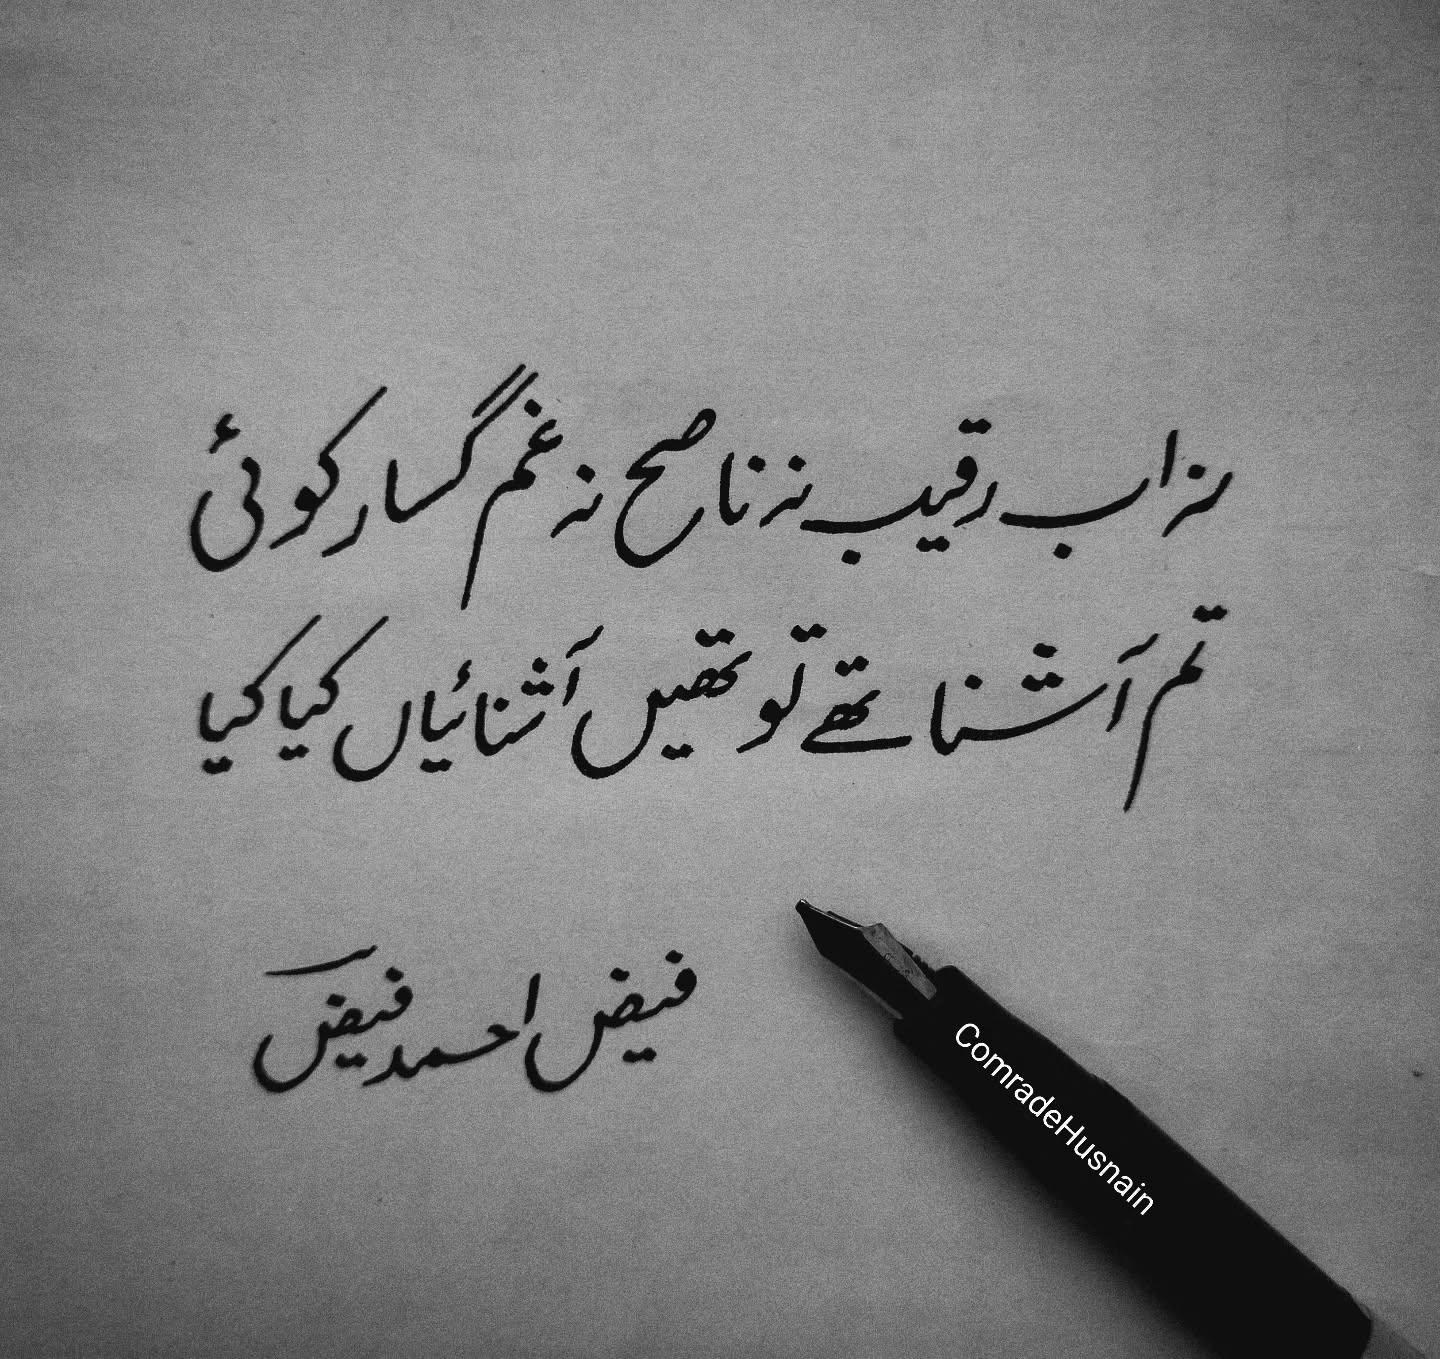 نہ اب رقیب نہ ناصح نہ غم گسار کوئی
تم آشنا تھے تو تھیں آشنائیاں کیا کیا
فیض احمد فیضؔ
ComradeHusnain